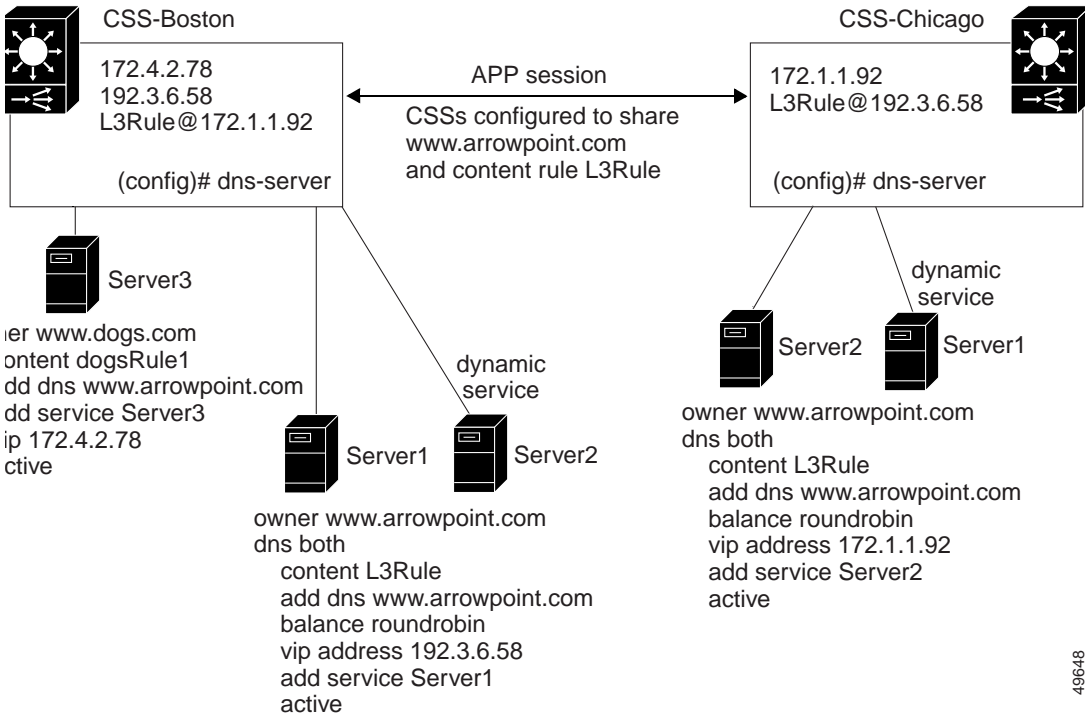 CSS-Boston
172.4.2.78
192.3.6.58
L3Rule@172.1.1.92
(config)# dns-server
APP session
CSSs configured to share
www.arrowpoint.com
and content rule L3Rule
CSS-Chicago
172.1.1.92
L3Rule@192.3.6.58
(config)# dns-server
Server3
er www.dogs.com
ontent dogsRule1
dd dns www.arrowpoint.com
dd service Server3
ip 172.4.2.78
ctive
Server1
dynamic
service
Server2
owner www.arrowpoint.com
dns both
content L3Rule
add dns www.arrowpoint.com
balance roundrobin
vip address 192.3.6.58
add service Server1
active
Server2
dynamic
service
Server1
owner www.arrowpoint.com
dns both
content L3Rule
add dns www.arrowpoint.com
balance roundrobin
vip address 172.1.1.92
add service Server2
active
49648